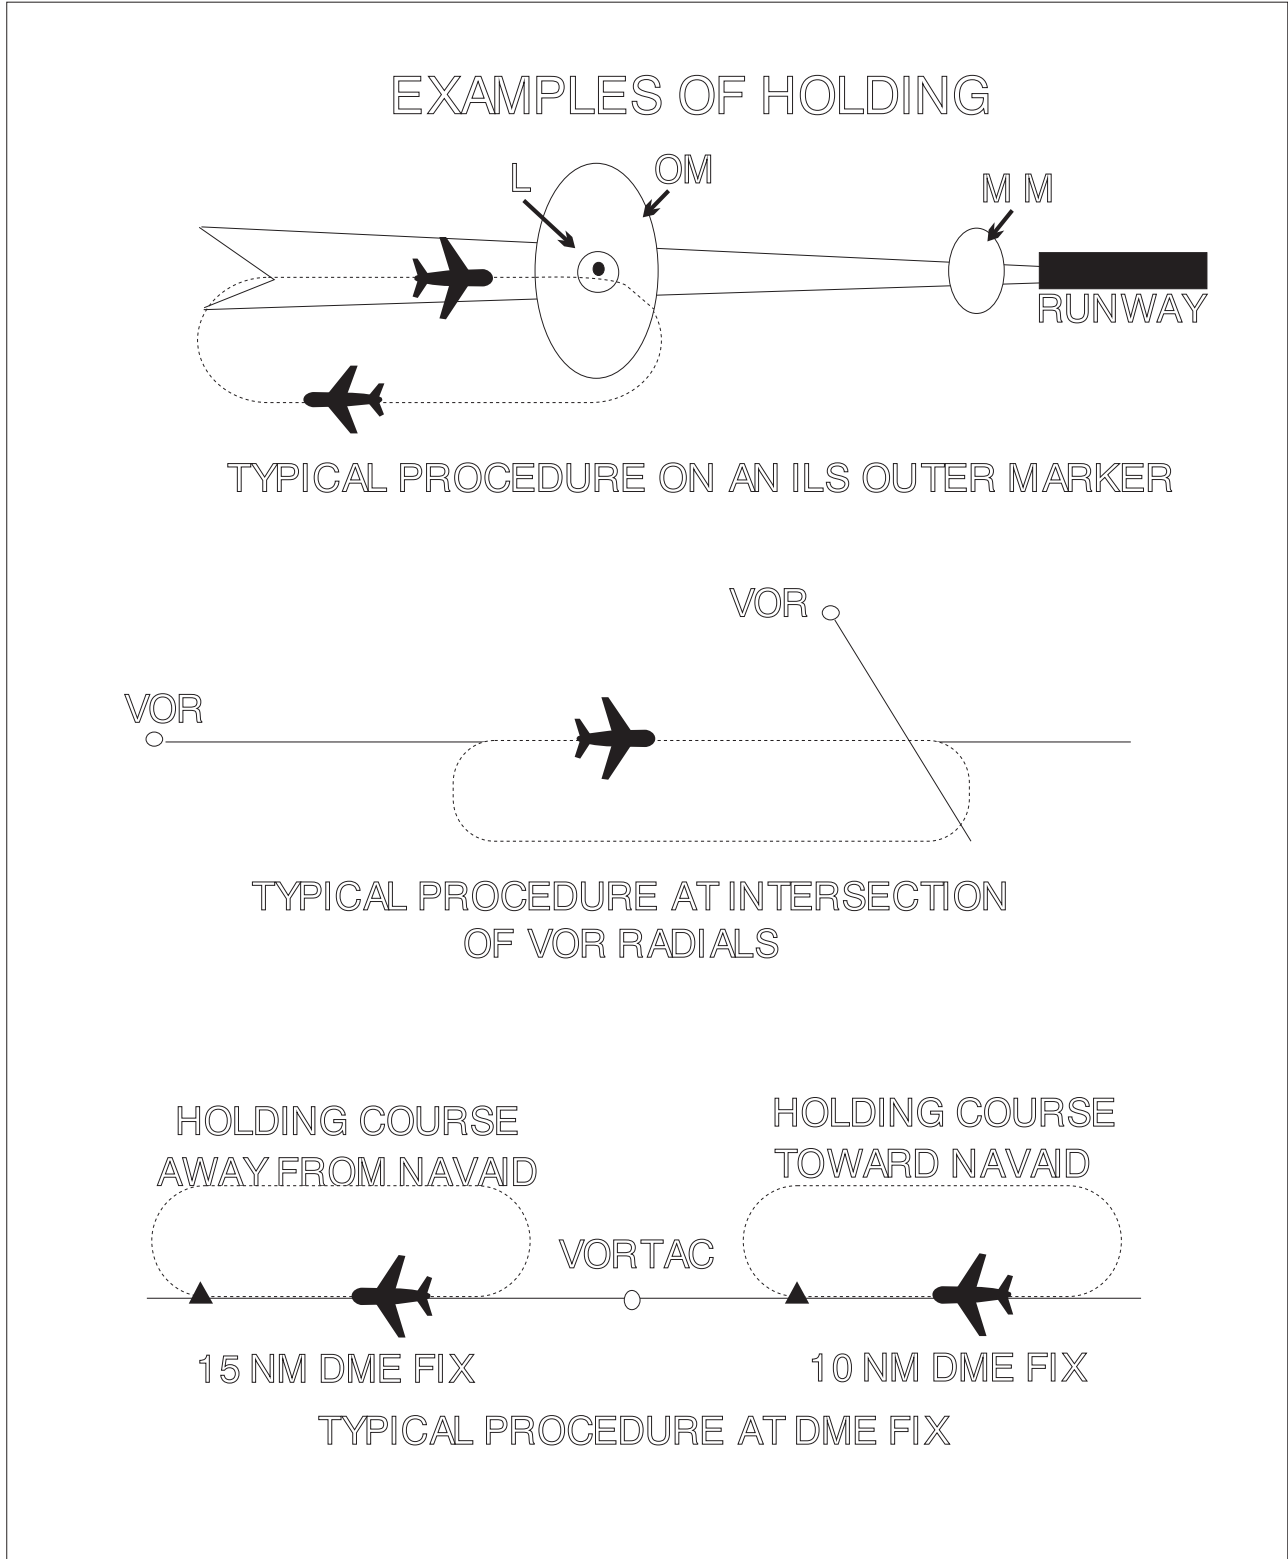 EXAMPLES OF HOLDING
L
OM
M M
RUNWAY
TYPICAL PROCEDURE ON AN ILS OUTER MARKER
VOR
VOR
TYPICAL PROCEDURE AT INTERSECTION
OF VOR RADIALS
HOLDING COURSE
AWAY FROM NAVAID
HOLDING COURSE
TOWARD NAVAID
VORTAC
15 NM DME FIX
10 NM DME FIX
TYPICAL PROCEDURE AT DME FIX